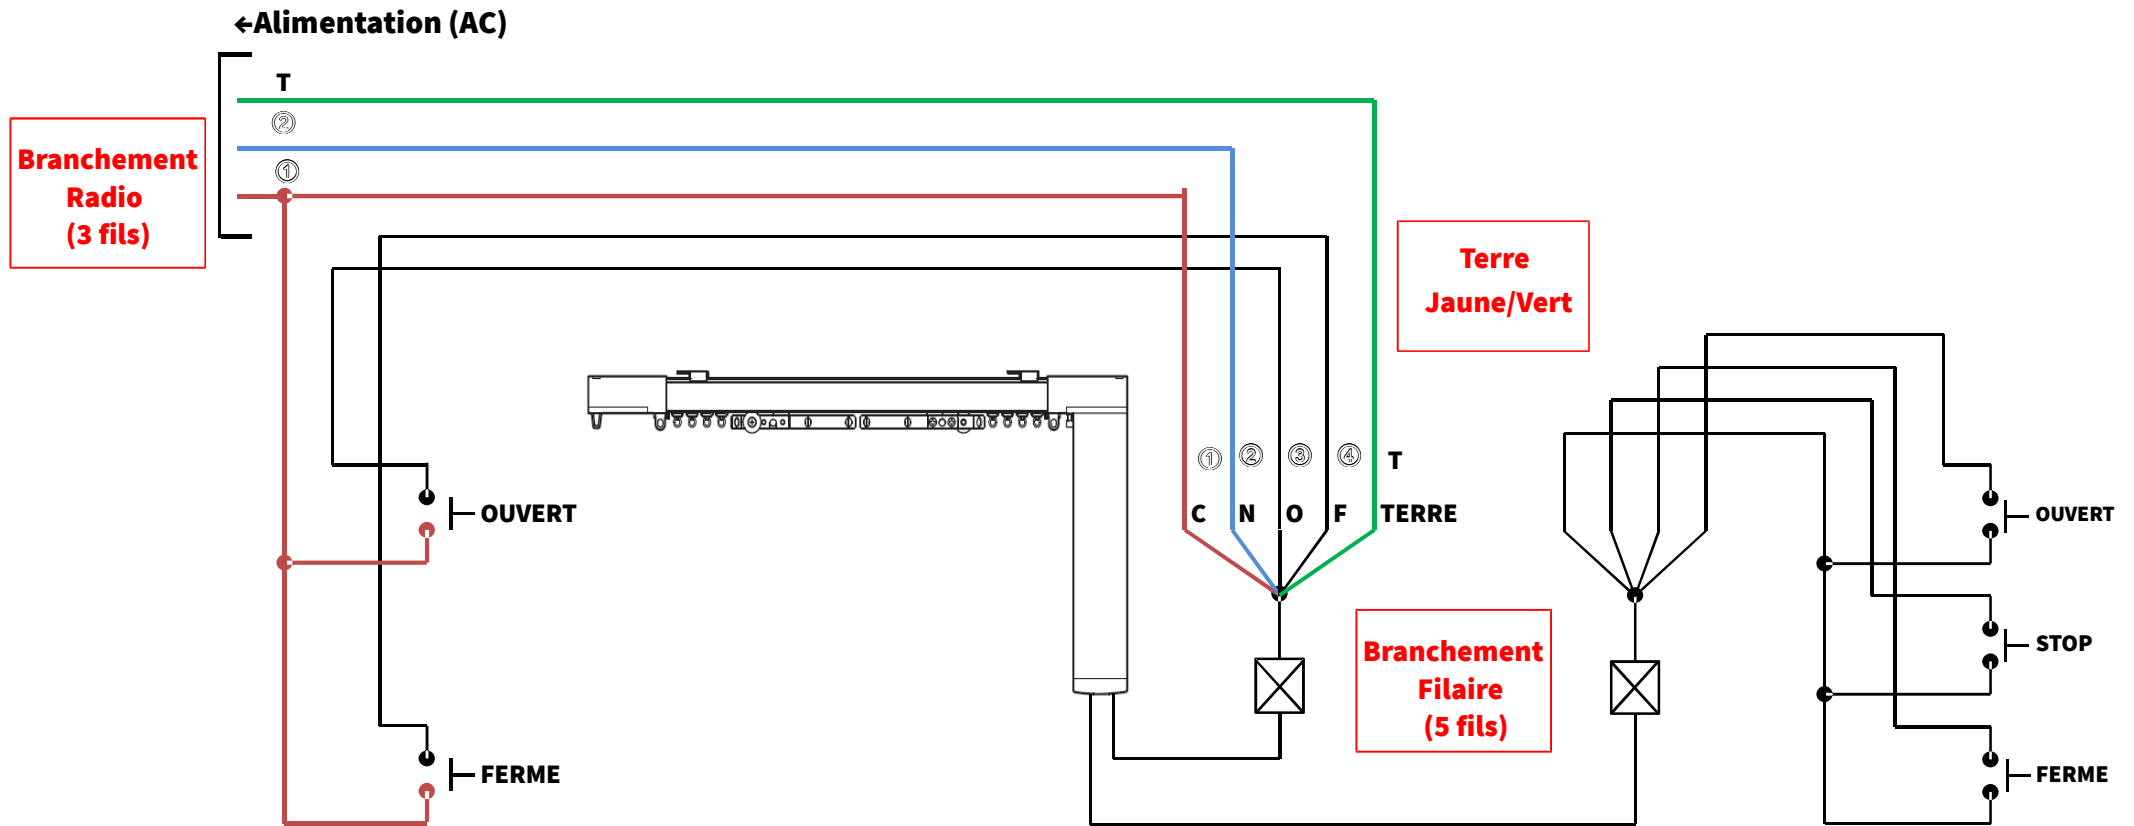 ←Alimentation (AC)
T
②
①
Branchement
Radio
(3 fils)
Terre
Jaune/Vert
① ② ③ ④ T
C N O F TERRE
OUVERT
OUVERT
Branchement
Filaire
(5 fils)
STOP
FERME
FERME